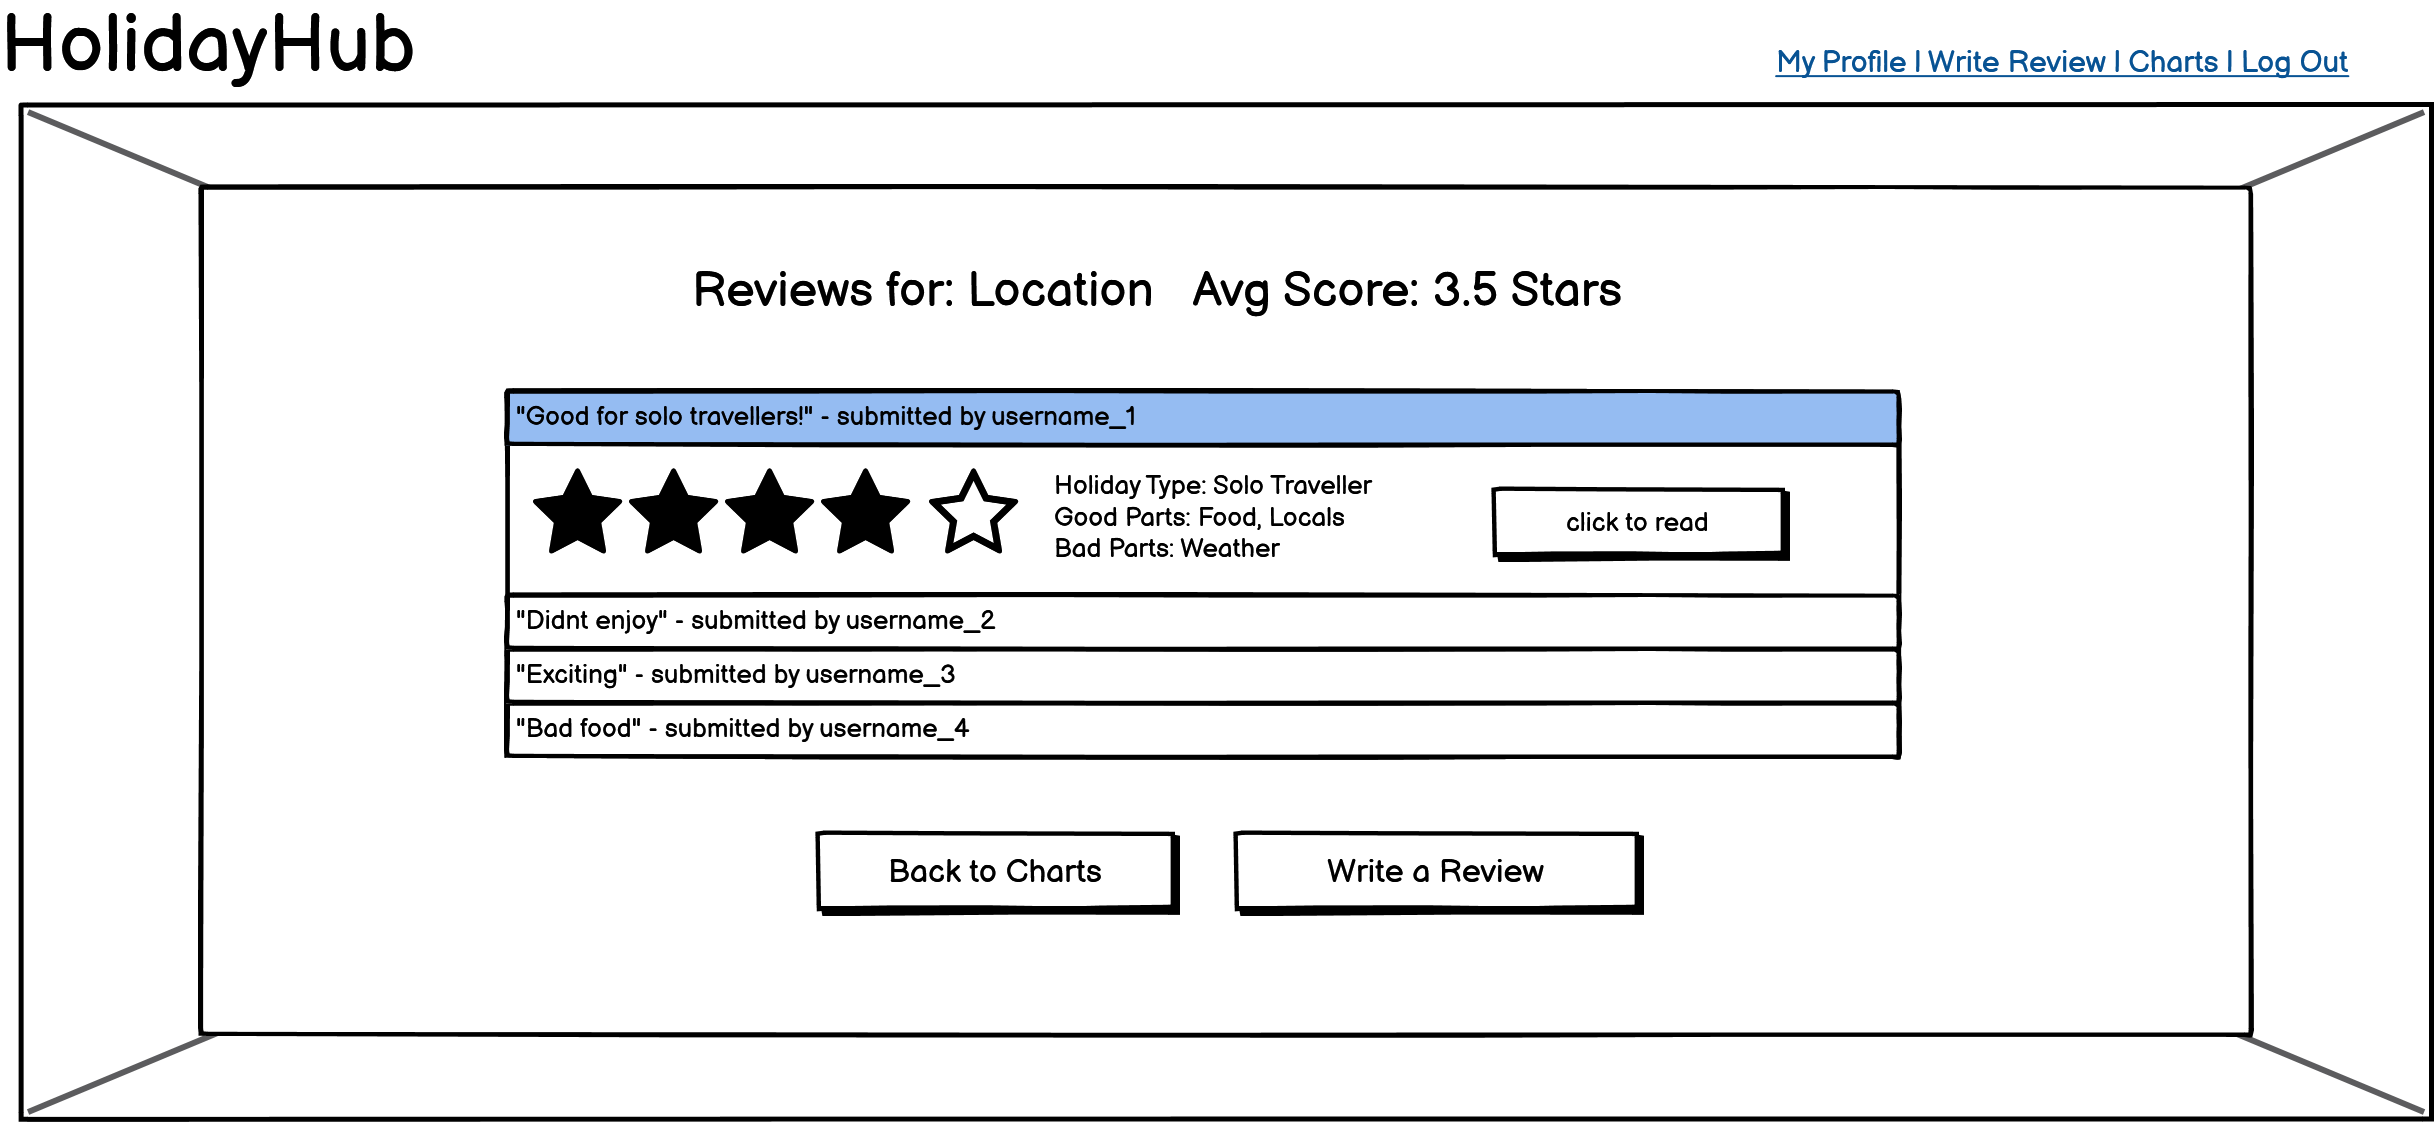 HolidayHub
My Profile | Write Review | Charts | Log Out
Reviews for: Location Avg Score: 3.5 Stars
"Good for solo travellers!" - submitted by username_1
Holiday Type: Solo Traveller
Good Parts: Food, Locals
Bad Parts: Weather
click to read
"Didnt enjoy" - submitted by username_2
"Exciting" - submitted by username_3
"Bad food" - submitted by username_4
Back to Charts
Write a Review